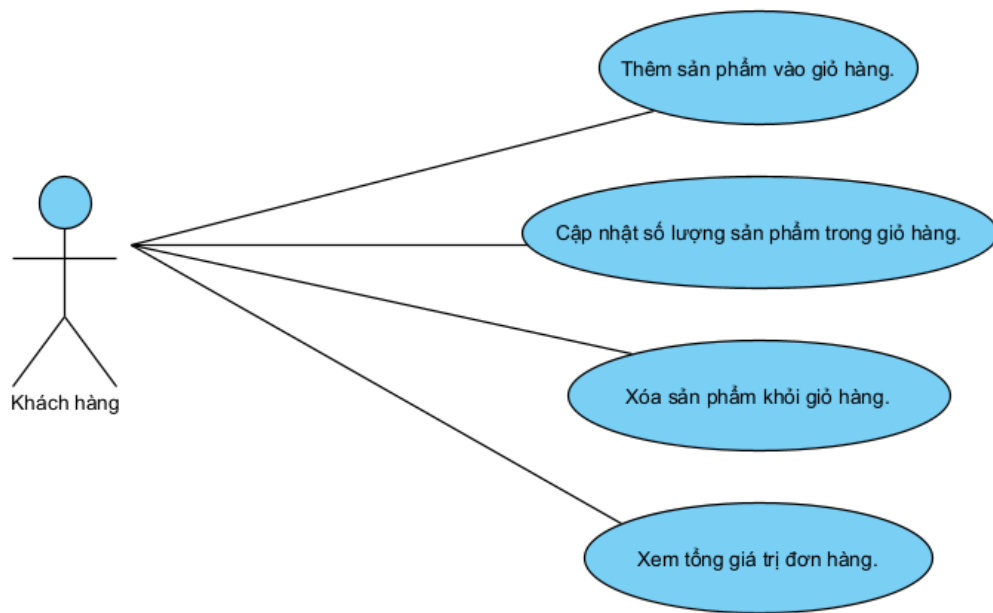 Thêm sản phẩm vào giỏ hàng.
Cập nhật số lượng sản phẩm trong giỏ hàng.
Khách hàng
Xóa sản phẩm khỏi giỏ hàng.
Xem tổng giá trị đơn hàng.